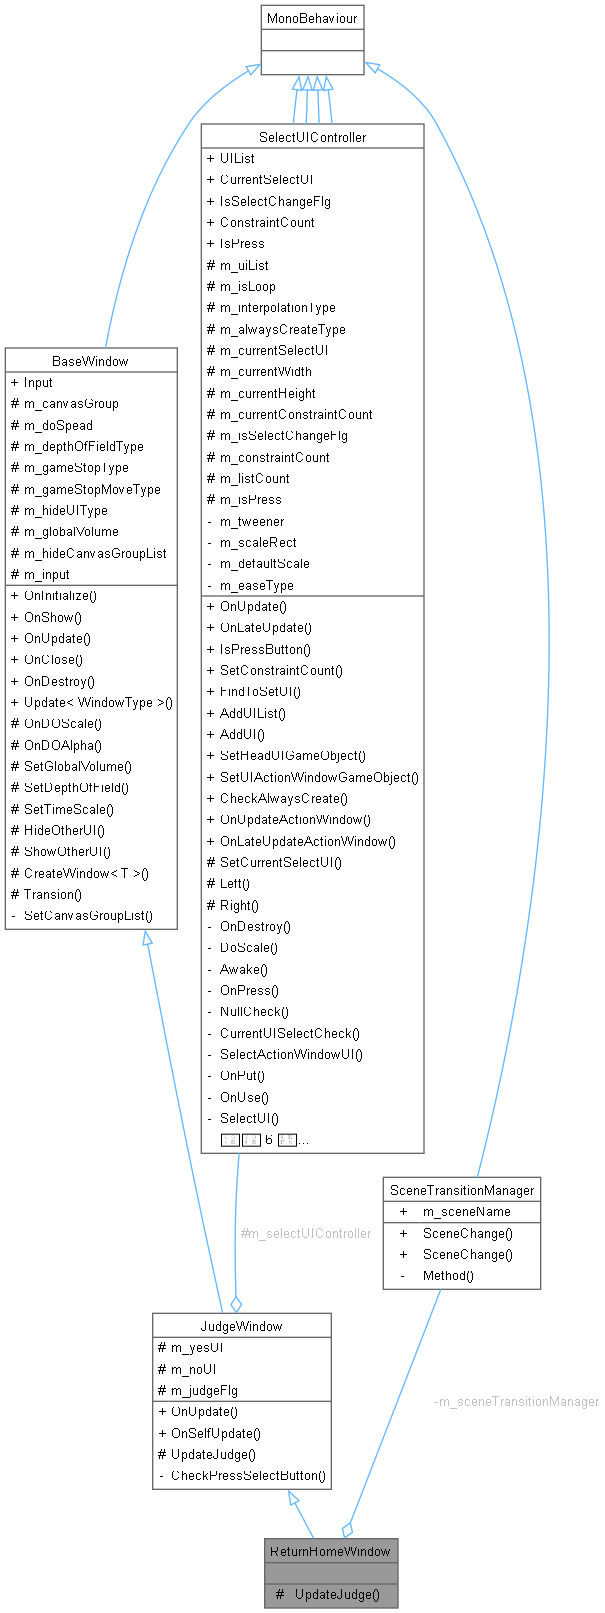 MonoBehaviour
SelectUIController
+ UIList
+ CurrentSelectUI
+ IsSelectChangeFlg
+ ConstraintCount
+ IsPress
# m_uiList
# m_isLoop
# m_interpolationType
# m_alwaysCreateType
# m_currentSelectUI
# m_currentWidth
# m_currentHeight
# m_currentConstraintCount
# m_isSelectChangeFlg
# m_constraintCount
# m_listCount
# m_isPress
- m_tweener
- m_scaleRect
- m_defaultScale
- m_easeType
+ OnUpdate()
+ OnLateUpdate()
+ IsPressButton()
+ SetConstraintCount()
+ FindToSetUI()
+ AddUIList()
+ AddUI()
+ SetHeadUIGameObject()
+ SetUIActionWindowGameObject()
+ CheckAlwaysCreate()
+ OnUpdateActionWindow()
+ OnLateUpdateActionWindow()
# SetCurrentSelectUI()
# Left()
# Right()
- OnDestroy()
- DoScale()
- Awake()
- OnPress()
- NullCheck()
- CurrentUISelectCheck()
- SelectActionWindowUI()
- OnPut()
- OnUse()
- SelectUI()
6 ...
BaseWindow
+ Input
# m_canvasGroup
# m_doSpead
# m_depthOfFieldType
# m_gameStopType
# m_gameStopMoveType
# m_hideUIType
# m_globalVolume
# m_hideCanvasGroupList
# m_input
+ OnInitialize()
+ OnShow()
+ OnUpdate()
+ OnClose()
+ OnDestroy()
+ Update< WindowType >()
# OnDOScale()
# OnDOAlpha()
# SetGlobalVolume()
# SetDepthOfField()
# SetTimeScale()
# HideOtherUI()
# ShowOtherUI()
# CreateWindow< T >()
# Transion()
- SetCanvasGroupList()
SceneTransitionManager
+ m_sceneName
+ SceneChange()
+ SceneChange()
- Method()
#m_selectUIController
JudgeWindow
# m_yesUI
# m_noUI
# m_judgeFlg
+ OnUpdate()
+ OnSelfUpdate()
# UpdateJudge()
- CheckPressSelectButton()
-m_sceneTransitionManager
ReturnHomeWindow
# UpdateJudge()